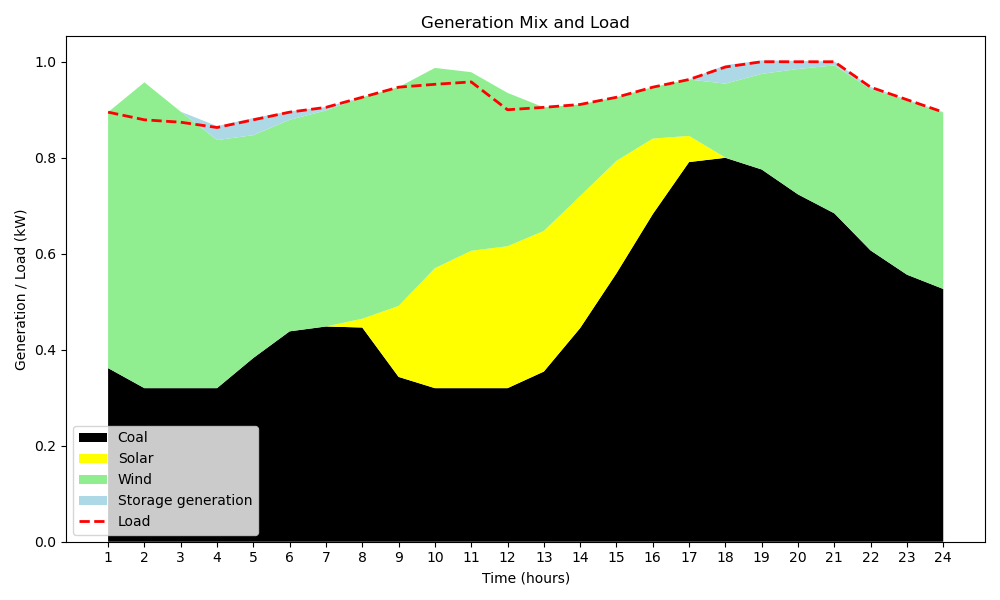 Generation Mix and Load
Generation / Load (kW)
1.0
0.8
0.6
0.4
0.2
0.0
Coal
Solar
Wind
Storage generation
Load
1 2 3 4 5 6 7 8 9 10 11 12 13 14 15 16 17 18 19 20 21 22 23 24
Time (hours)